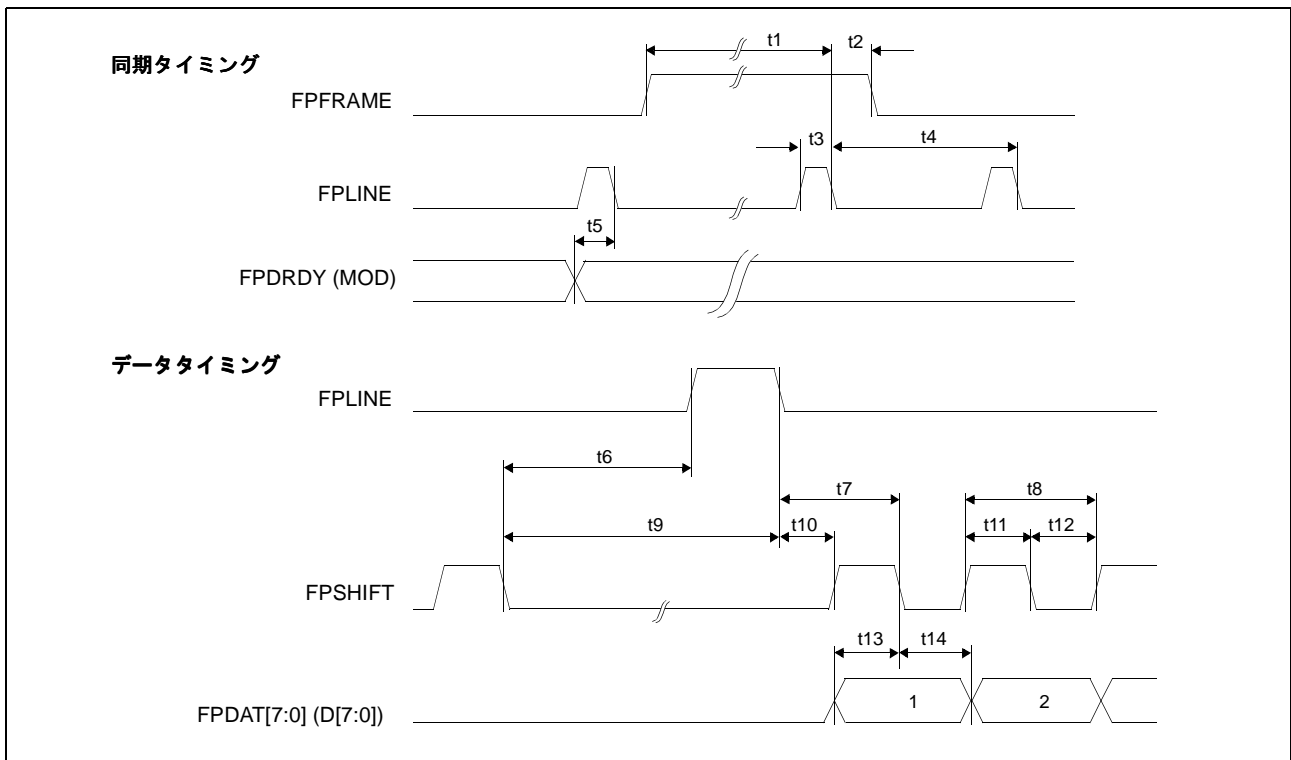 同期タイミング
t1
t2
FPFRAME
t3
t4
FPLINE
t5
FPDRDY (MOD)
データタイミング
FPLINE
t6
t7
t8
t9
t10
t11
t12
FPSHIFT
t13
t14
FPDAT[7:0] (D[7:0])
1
2